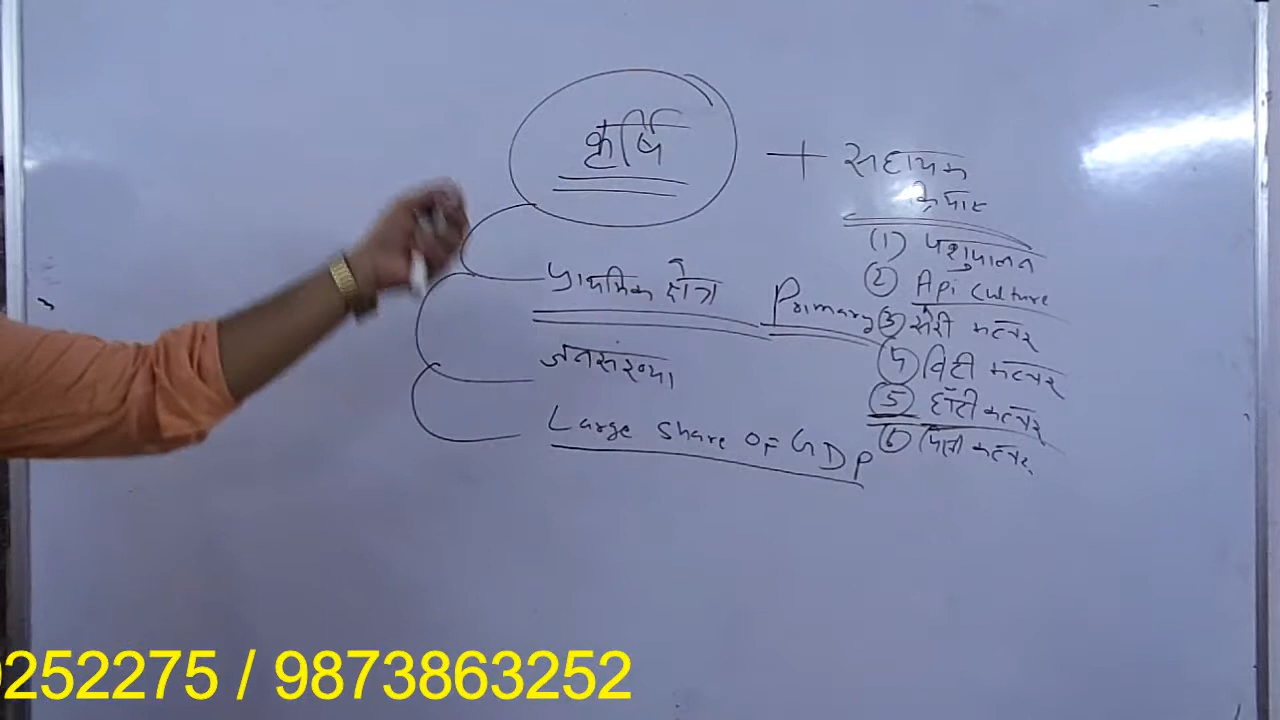 कृर्षि
+ सहायक
क्रियाए
प्राथमिक क्षेत्र Primary
जनसंख्या
Large Share OF GDP
(1) पशुपालन
(2) Api Culture
(3) सेरी कल्चर
(4) विटी कल्चर
(5) हॉर्टी कल्चर
(6) पिसी कल्चर
252275 / 9873863252